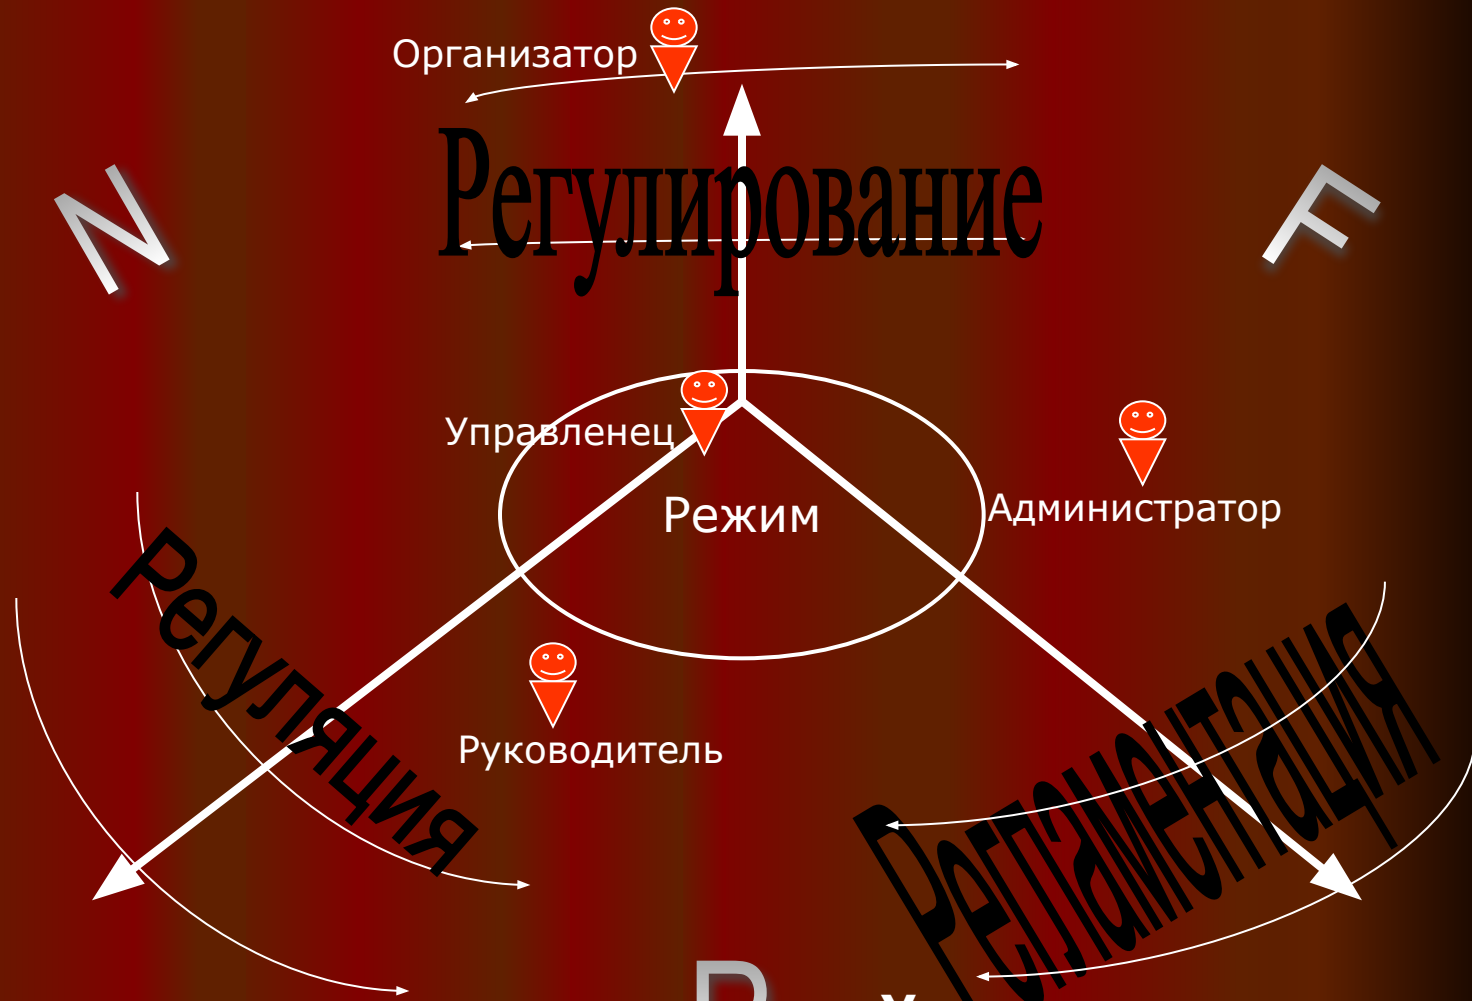 Организатор
Регулирование
N
F
Управленец
Режим
Администратор
Регуляция
Руководитель
Регламентация